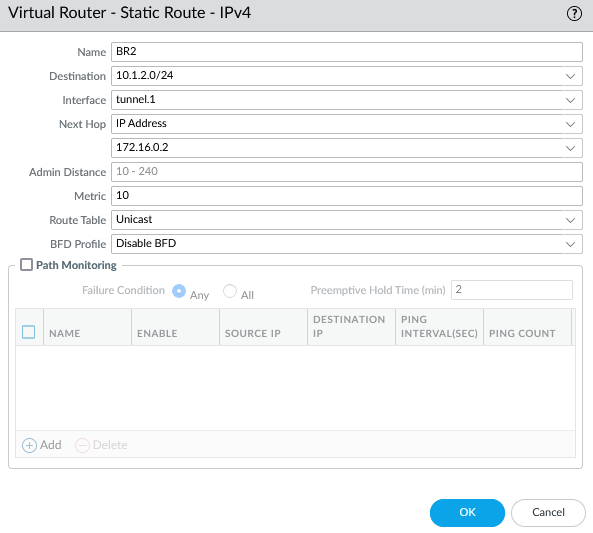 Virtual Router - Static Route - IPv4 ?
Name BR2
Destination 10.1.2.0/24
Interface tunnel.1
Next Hop IP Address
172.16.0.2
Admin Distance 10 - 240
Metric 10
Route Table Unicast
BFD Profile Disable BFD
Path Monitoring
Failure Condition Any All Preemptive Hold Time (min) 2
NAME ENABLE SOURCE IP DESTINATION IP PING INTERVAL(SEC) PING COUNT
Add Delete
OK Cancel